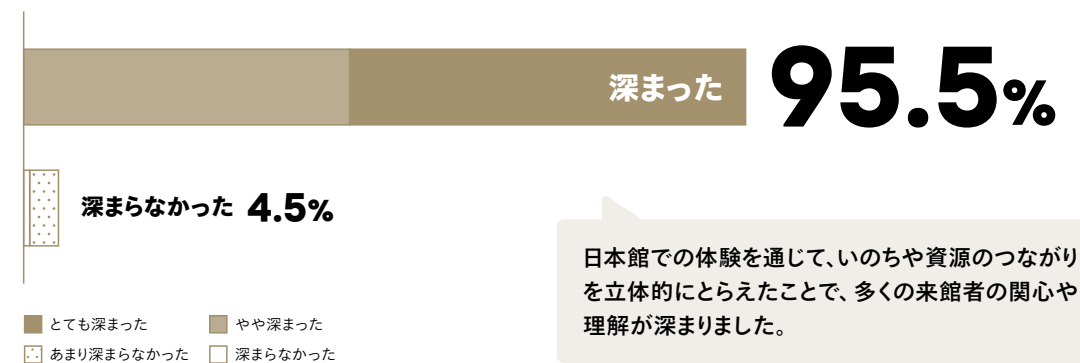 深まった 95.5%
深まらなかった 4.5%
日本館での体験を通じて、いのちや資源のつながり
を立体的にとらえたことで、多くの来館者の関心や
理解が深まりました。
とても深まった やや深まった
あまり深まらなかった 深まらなかった